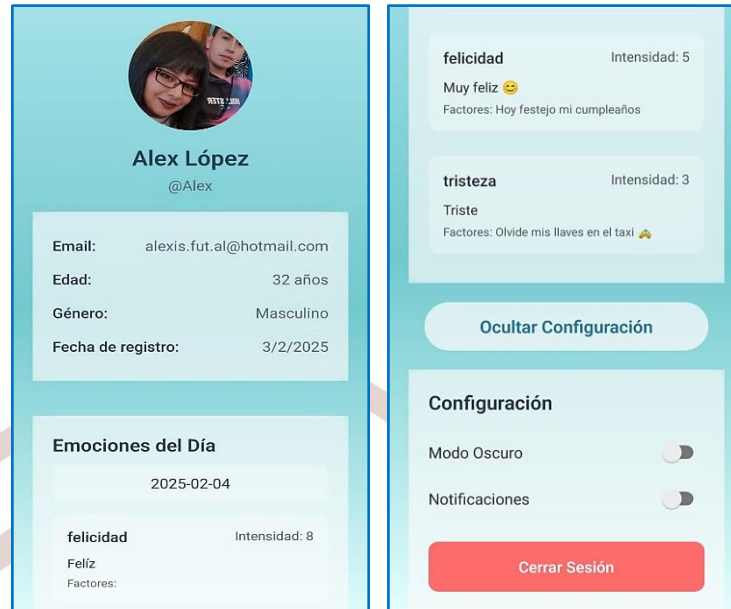 Alex López
@Alex
Email: alexis.fut.al@hotmail.com
Edad: 32 años
Género: Masculino
Fecha de registro: 3/2/2025
Emociones del Día
2025-02-04
felicidad Intensidad: 8
Felíz
Factores:
felicidad Intensidad: 5
Muy feliz 😊
Factores: Hoy festejo mi cumpleaños
tristeza Intensidad: 3
Triste
Factores: Olvide mis llaves en el taxi 🚕
Ocultar Configuración
Configuración
Modo Oscuro
Notificaciones
Cerrar Sesión